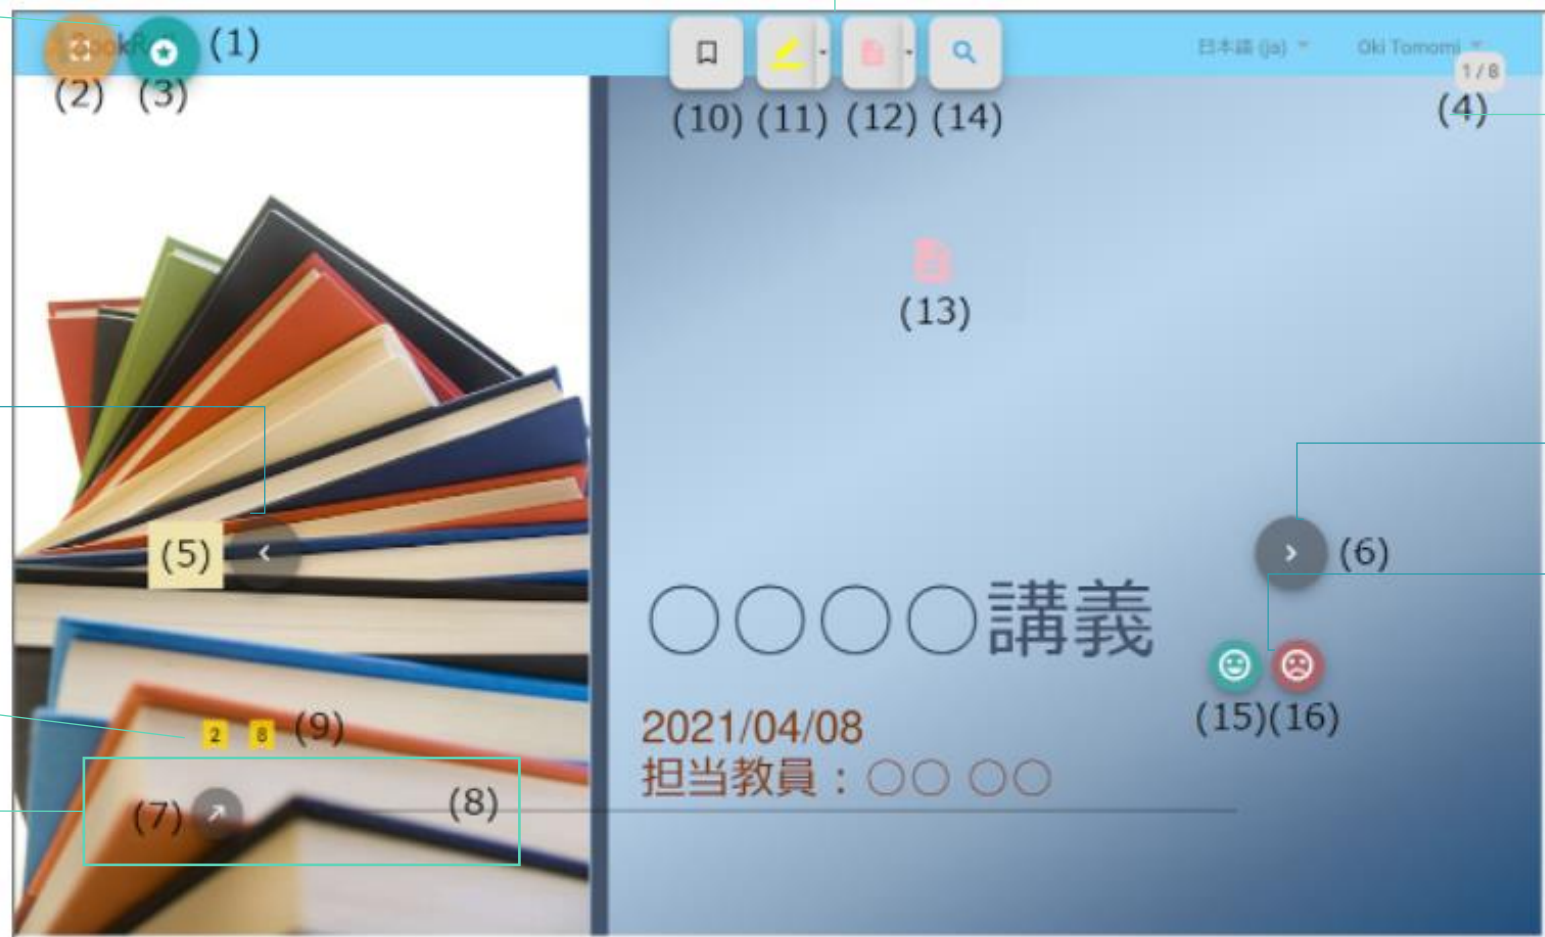 (1)
日本語 (ja)
Oki Tomomi
1 / 8
(2) (3)
(10) (11) (12) (14)
(4)
(13)
(5)
(6)
○○○○講義
(15)(16)
2 8 (9)
2021/04/08
担当教員：○○ ○○
(7)
(8)